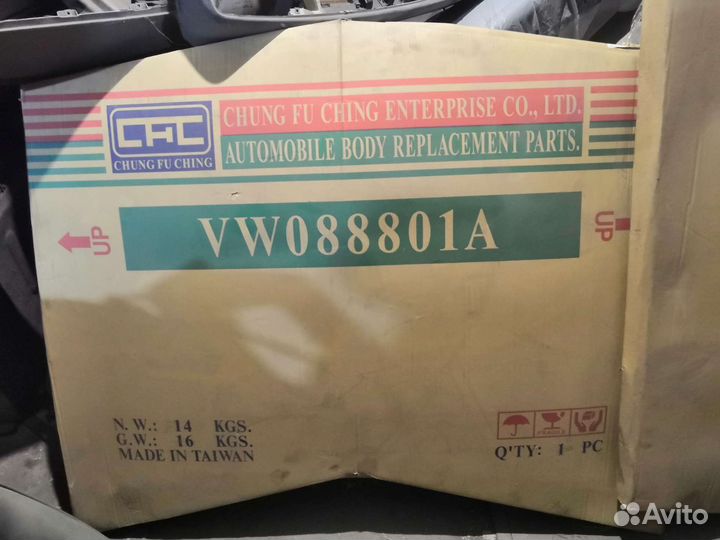 CHUNG FU CHING ENTERPRISE CO., LTD.
CFC
CHUNG FU CHING
AUTOMOBILE BODY REPLACEMENT PARTS.
UP
VW088801A
UP
N.W.: 14 KGS.
G.W.: 16 KGS.
MADE IN TAIWAN
FRAGILE
Q'TY: 1 PC
Avito